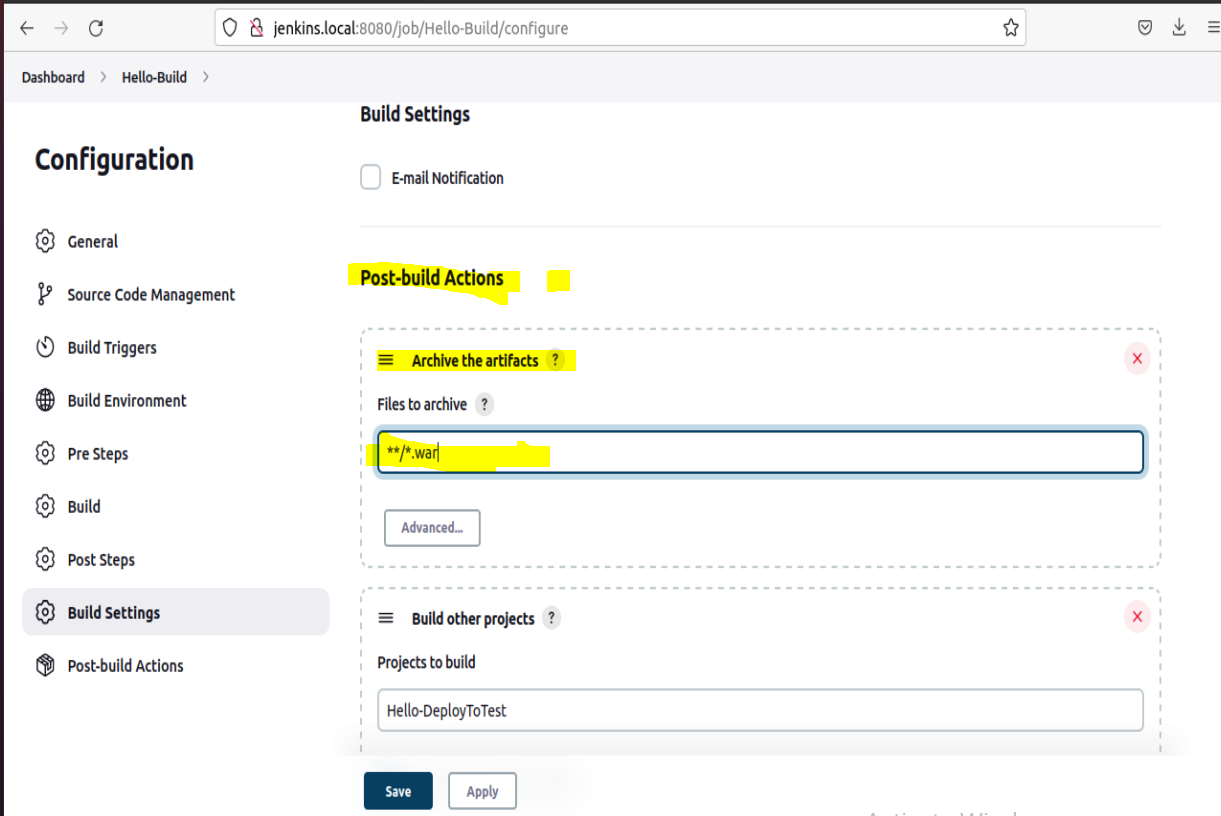 jenkins.local:8080/job/Hello-Build/configure
Dashboard > Hello-Build >
Configuration
General
Source Code Management
Build Triggers
Build Environment
Pre Steps
Build
Post Steps
Build Settings
Post-build Actions
Build Settings
E-mail Notification
Post-build Actions
Archive the artifacts ?
Files to archive ?
**/*.war
Advanced...
Build other projects ?
Projects to build
Hello-DeployToTest
Save Apply